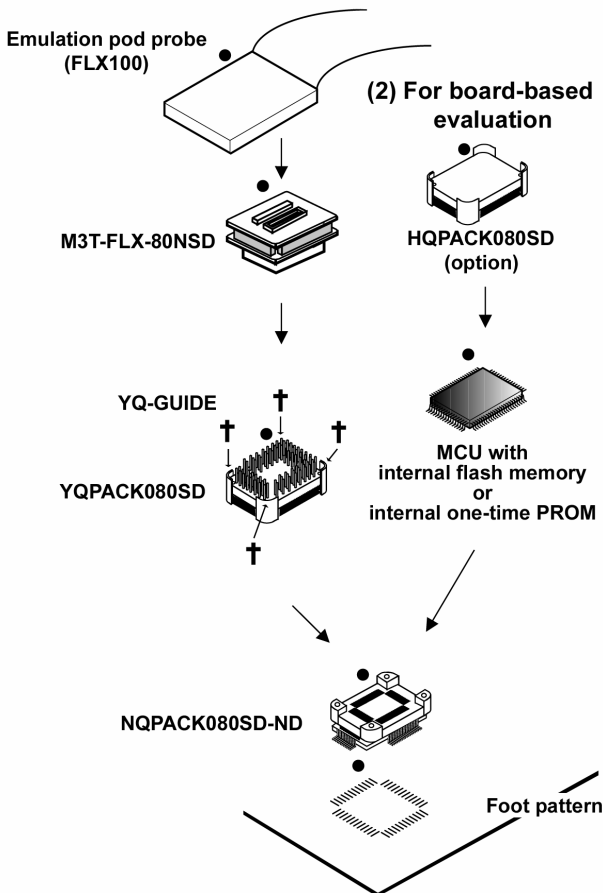 Emulation pod probe
(FLX100)
(2) For board-based
evaluation
M3T-FLX-80NSD
HQPACK080SD
(option)
YQ-GUIDE
YQPACK080SD
MCU with
internal flash memory
or
internal one-time PROM
NQPACK080SD-ND
Foot pattern